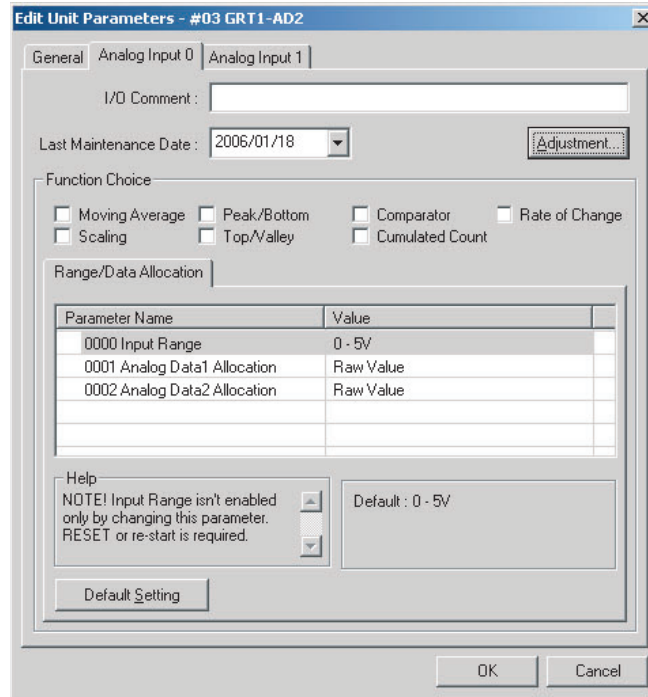 Edit Unit Parameters - #03 GRT1-AD2
General Analog Input 0 Analog Input 1
I/O Comment :
Last Maintenance Date : 2006/01/18 Adjustment...
Function Choice
Moving Average Peak/Bottom Comparator Rate of Change
Scaling Top/Valley Cumulated Count
Range/Data Allocation
Parameter Name Value
0000 Input Range 0 - 5V
0001 Analog Data1 Allocation Raw Value
0002 Analog Data2 Allocation Raw Value
Help
NOTE! Input Range isn't enabled
only by changing this parameter.
RESET or re-start is required.
Default : 0 - 5V
Default Setting
OK Cancel